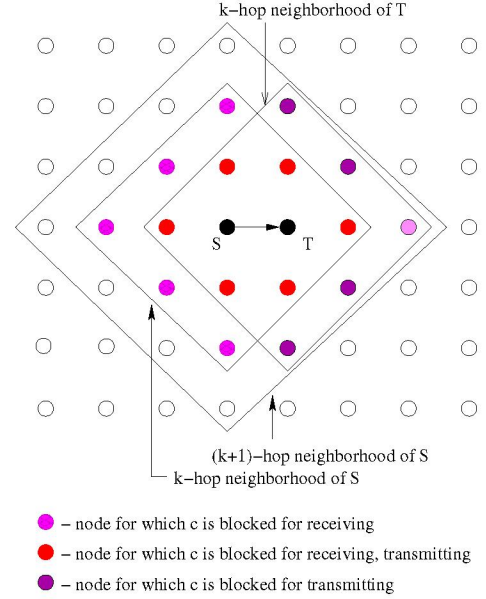 k-hop neighborhood of T
S
T
(k+1)-hop neighborhood of S
k-hop neighborhood of S
- node for which c is blocked for receiving
- node for which c is blocked for receiving, transmitting
- node for which c is blocked for transmitting